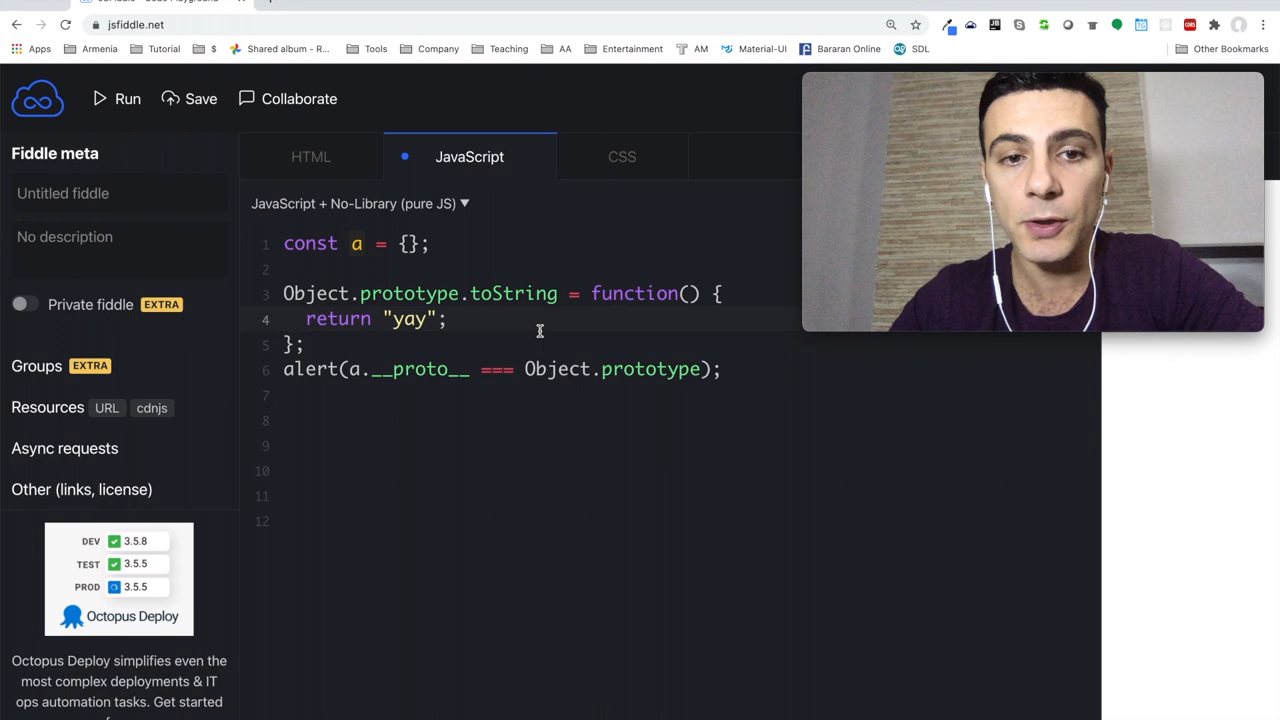 jsfiddle.net
Apps Armenia Tutorial $ Shared album - R... Tools Company Teaching AA Entertainment AM Material-UI Bararan Online SDL Other Bookmarks
Run Save Collaborate
Fiddle meta
Untitled fiddle
No description
Private fiddle EXTRA
Groups EXTRA
Resources URL cdnjs
Async requests
Other (links, license)
DEV 3.5.8
TEST 3.5.5
PROD 3.5.5
Octopus Deploy
Octopus Deploy simplifies even the
most complex deployments & IT
ops automation tasks. Get started
HTML JavaScript CSS
JavaScript + No-Library (pure JS) ▼
1 const a = {};
2
3 Object.prototype.toString = function() {
4 return "yay";
5 };
6 alert(a.__proto__ === Object.prototype);
7
8
9
10
11
12